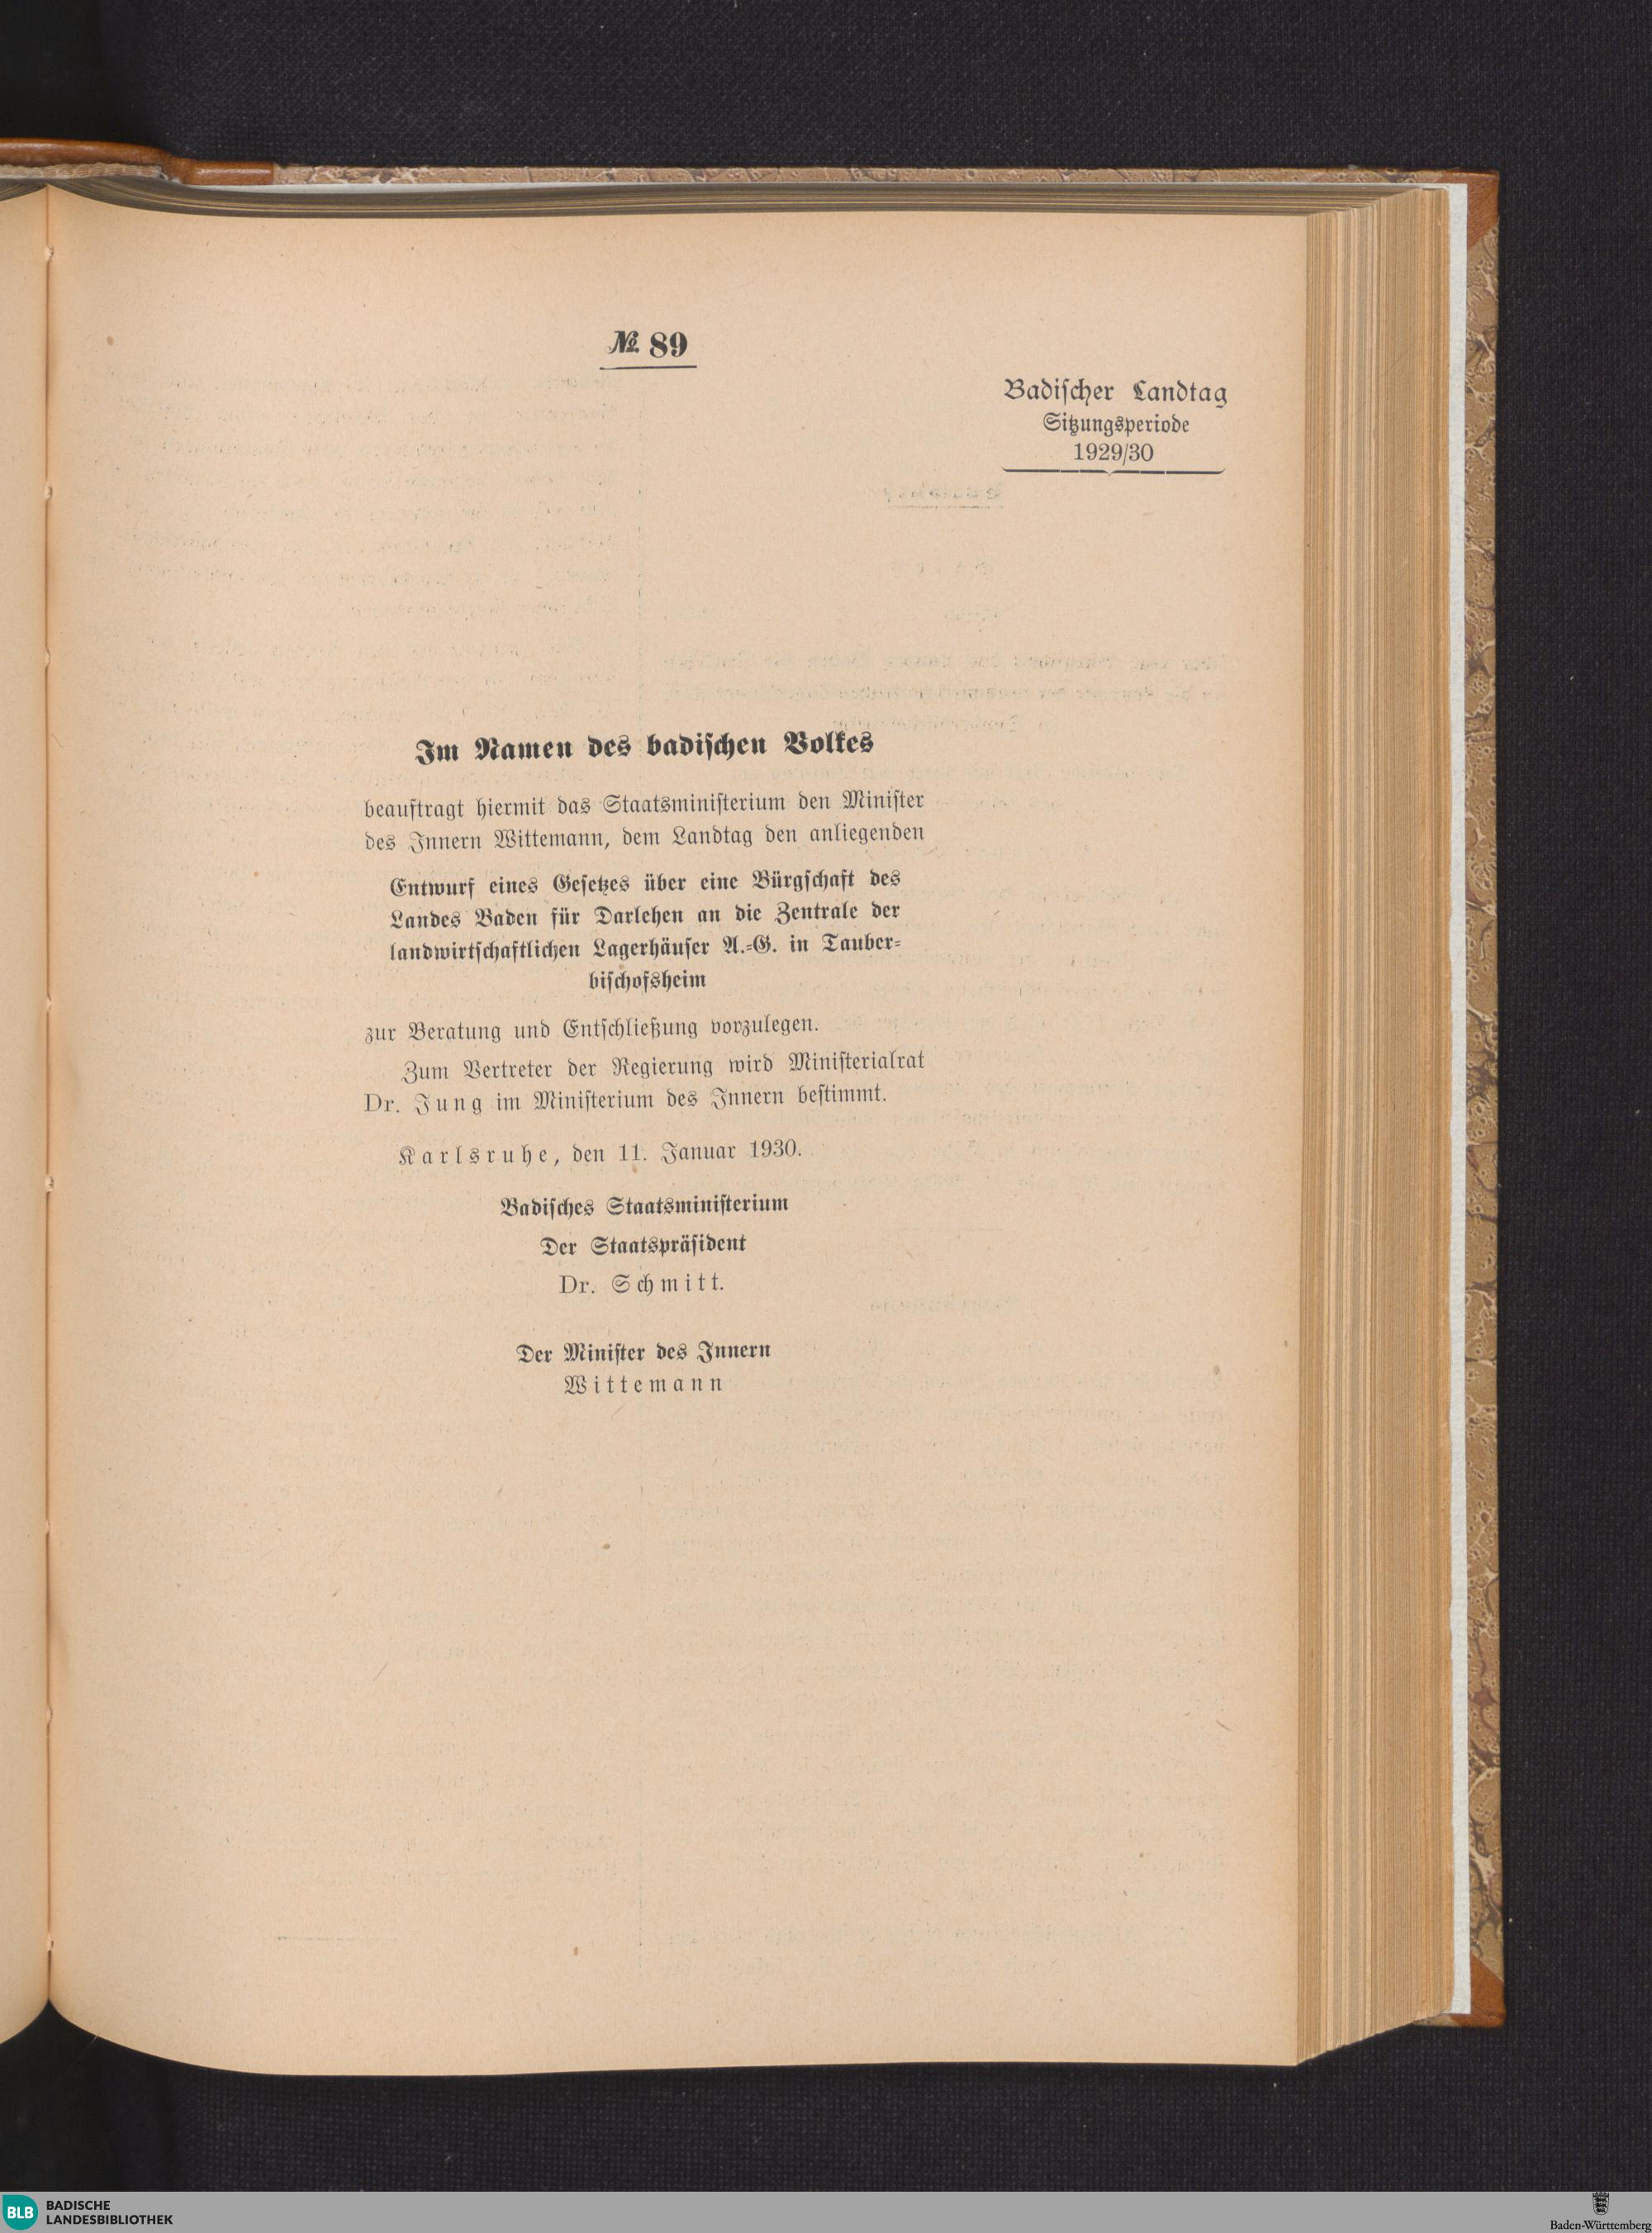 № 89
Badischer Landtag
Sitzungsperiode
1929/30
Im Namen des badischen Volkes
beauftragt hiermit das Staatsministerium den Minister
des Innern Wittemann, dem Landtag den anliegenden
Entwurf eines Gesetzes über eine Bürgschaft des
Landes Baden für Darlehen an die Zentrale der
landwirtschaftlichen Lagerhäuser A.-G. in Tauber-
bischofsheim
zur Beratung und Entschließung vorzulegen.
Zum Vertreter der Regierung wird Ministerialrat
Dr. Jung im Ministerium des Innern bestimmt.
Karlsruhe, den 11. Januar 1930.
Badisches Staatsministerium
Der Staatspräsident
Dr. Schmitt.
Der Minister des Innern
Wittemann
BLB BADISCHE
LANDESBIBLIOTHEK
Baden-Württemberg